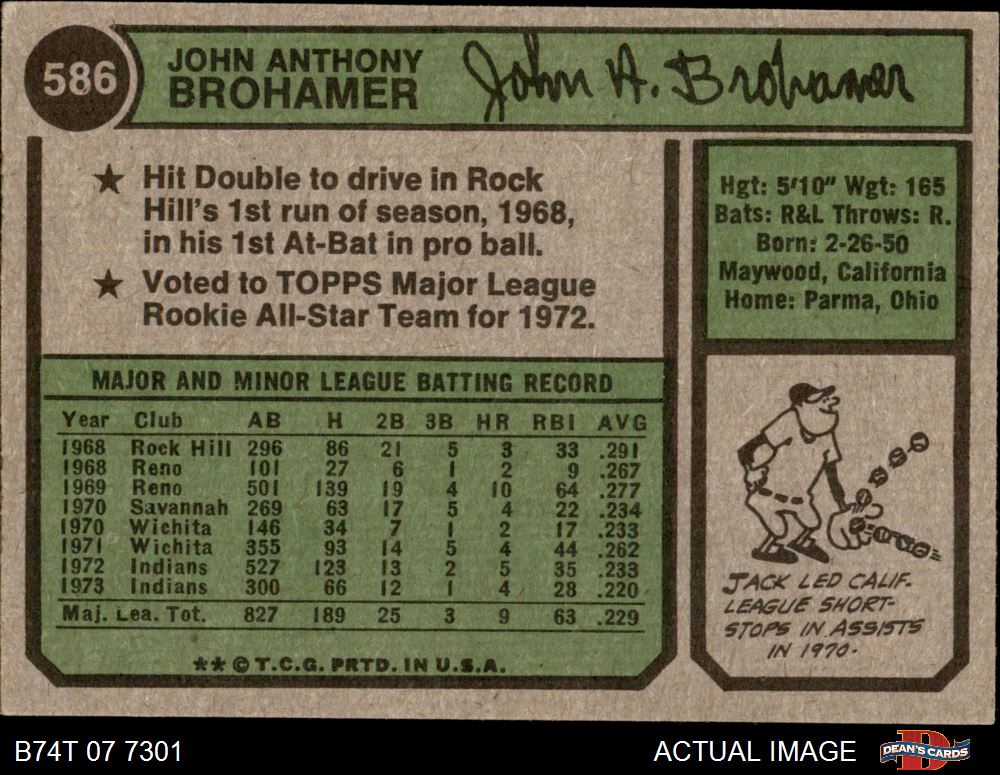 586
JOHN ANTHONY
BROHAMER
John A. Brohamer
★ Hit Double to drive in Rock
Hill's 1st run of season, 1968,
in his 1st At-Bat in pro ball.
★ Voted to TOPPS Major League
Rookie All-Star Team for 1972.
Hgt: 5'10" Wgt: 165
Bats: R&L Throws: R.
Born: 2-26-50
Maywood, California
Home: Parma, Ohio
MAJOR AND MINOR LEAGUE BATTING RECORD
Year Club AB H 2B 3B HR RBI AVG
1968 Rock Hill 296 86 21 5 3 33 .291
1968 Reno 101 27 6 1 2 9 .267
1969 Reno 501 139 19 4 10 64 .277
1970 Savannah 269 63 17 5 4 22 .234
1970 Wichita 146 34 7 1 2 17 .233
1971 Wichita 355 93 14 5 4 44 .262
1972 Indians 527 123 13 2 5 35 .233
1973 Indians 300 66 12 1 4 28 .220
Maj. Lea. Tot. 827 189 25 3 9 63 .229
** © T.C.G. PRTD. IN U.S.A.
JACK LED CALIF.
LEAGUE SHORT-
STOPS IN ASSISTS
IN 1970.
B74T 07 7301
ACTUAL IMAGE
DEAN'S CARDS